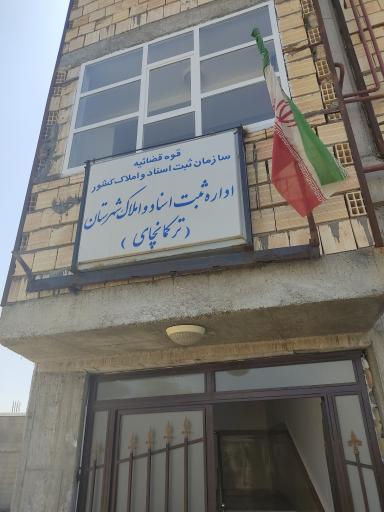 قوه قضائیه
سازمان ثبت اسناد و املاک کشور
اداره ثبت اسناد و املاک شهرستان
( ترکمانچای )